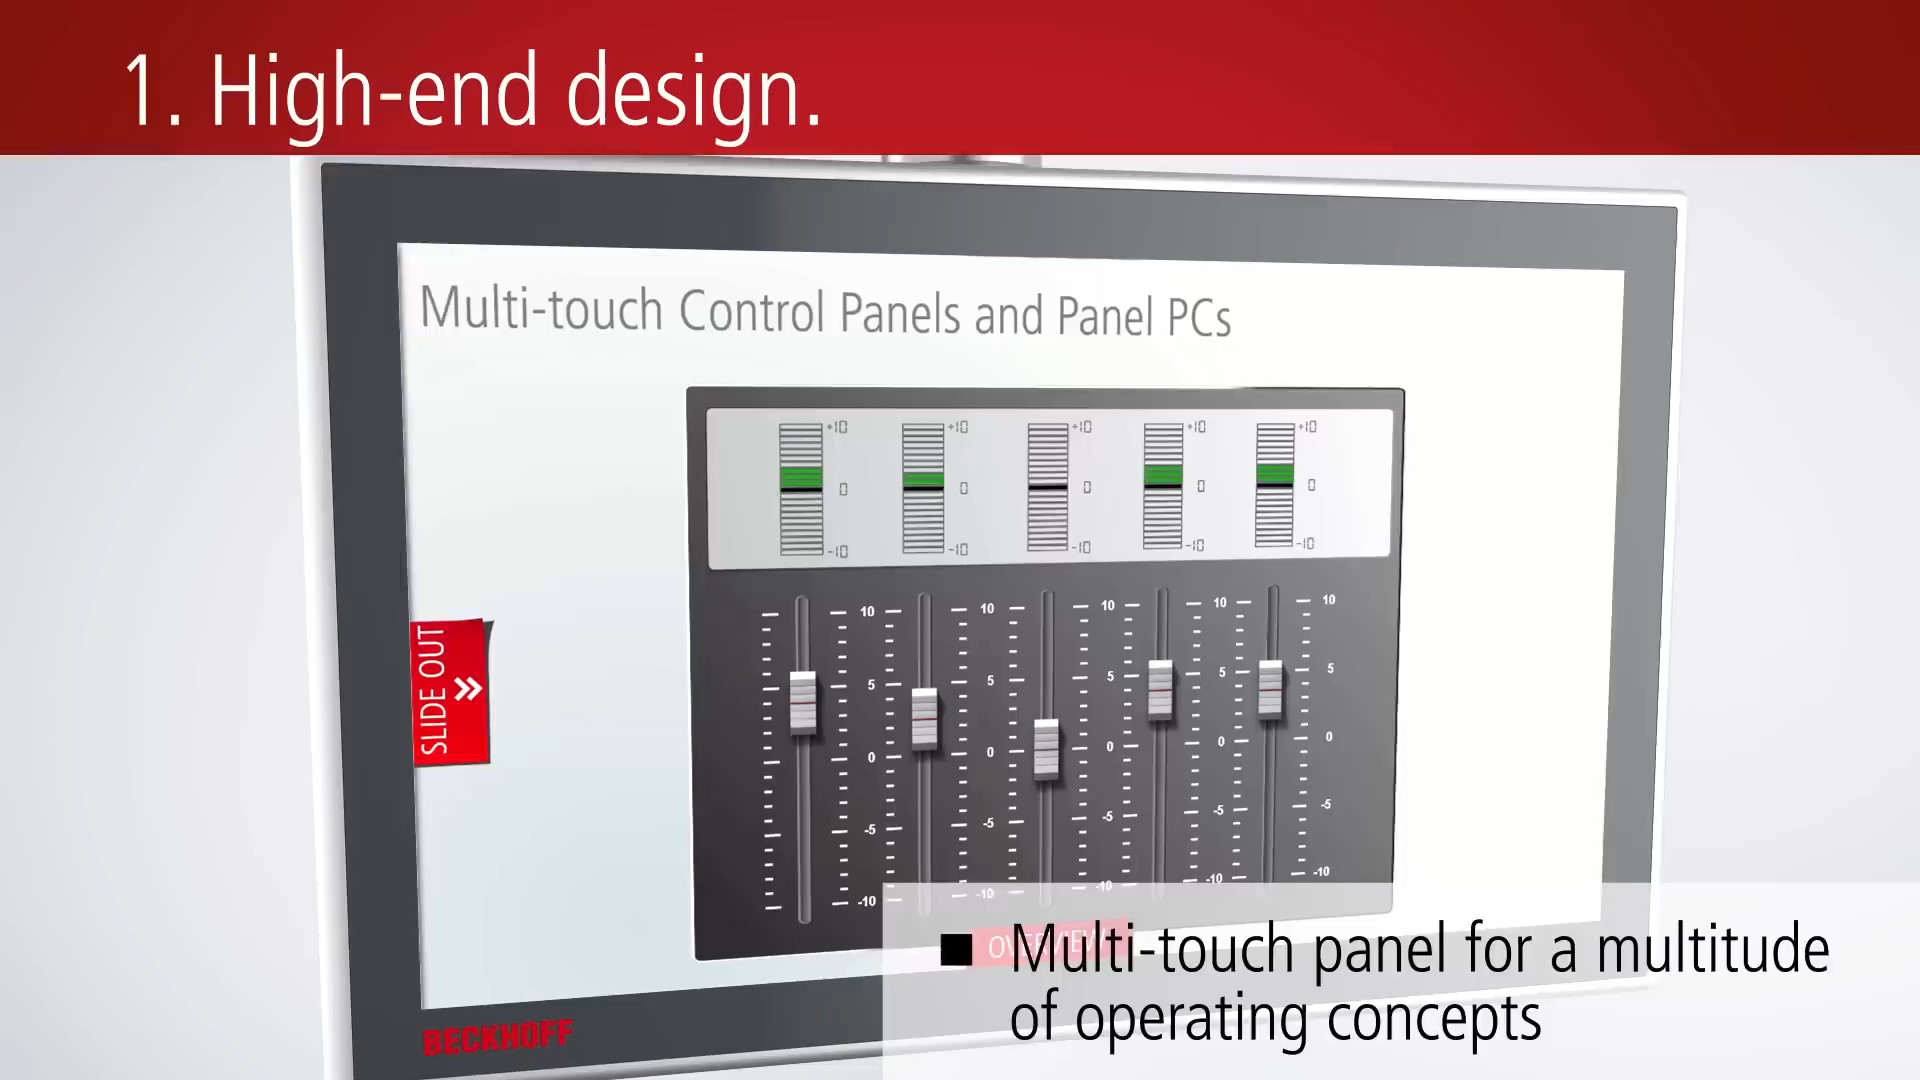 1. High-end design.
Multi-touch Control Panels and Panel PCs
+10 +10 +10 +10 +10
0 0 0 0 0
-10 -10 -10 -10 -10
10 10 10 10 10
5 5 5 5 5
0 0 0 0 0
-5 -5 -5 -5 -5
-10 -10 -10 -10 -10
SLIDE OUT
OVERVIEW
■ Multi-touch panel for a multitude
of operating concepts
BECKHOFF